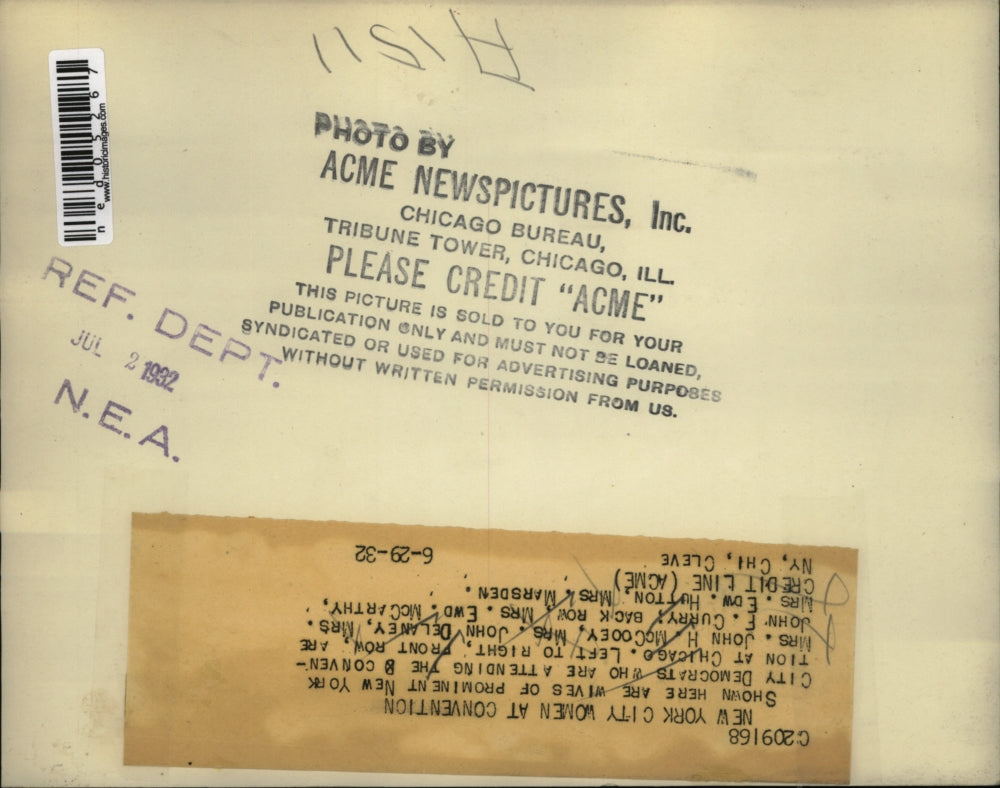 A1511
PHOTO BY
ACME NEWSPICTURES, Inc.
CHICAGO BUREAU,
TRIBUNE TOWER, CHICAGO, ILL.
PLEASE CREDIT "ACME"
THIS PICTURE IS SOLD TO YOU FOR YOUR
PUBLICATION ONLY AND MUST NOT BE LOANED,
SYNDICATED OR USED FOR ADVERTISING PURPOSES
WITHOUT WRITTEN PERMISSION FROM US.
ned05267
www.historicimages.com
REF. DEPT.
JUL 2 1932
N.E.A.
C209168
NEW YORK CITY WOMEN AT CONVENTION
SHOWN HERE ARE WIVES OF PROMINENT NEW YORK
CITY DEMOCRATS WHO ARE ATTENDING THE CONVEN-
TION AT CHICAGO. LEFT TO RIGHT, FRONT ROW, ARE
MRS. JOHN H. McCOOEY, MRS. JOHN DELANEY, MRS.
JOHN F. CURRY; BACK ROW MRS. EWD. McCARTHY,
MRS. EDW. HUTTON, MRS. MARSDEN.
CREDIT LINE (ACME)
NY, CHI, CLEVE 6-29-32